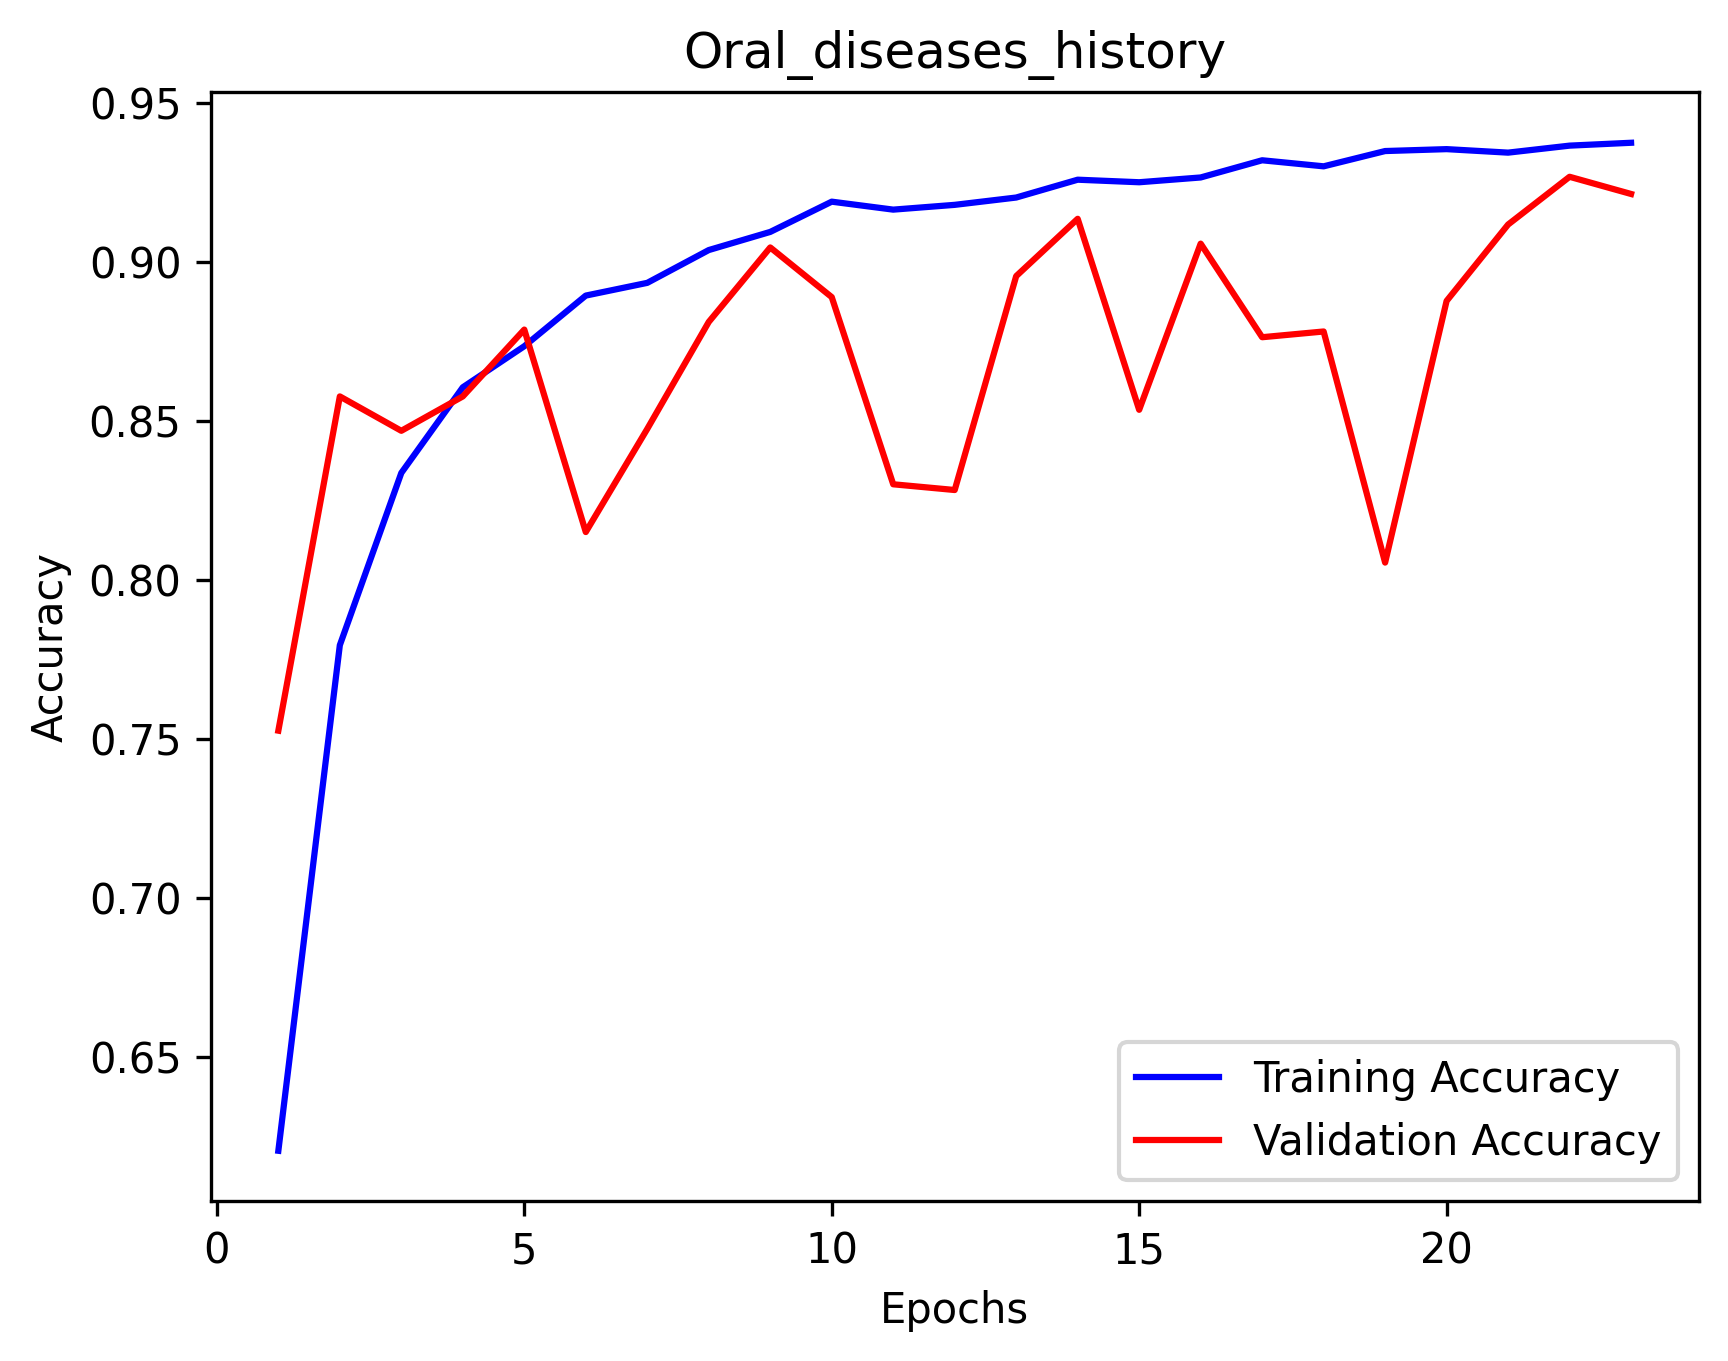 Oral_diseases_history
0.95
0.90
0.85
0.80
0.75
0.70
0.65
Accuracy
Training Accuracy
Validation Accuracy
0 5 10 15 20
Epochs